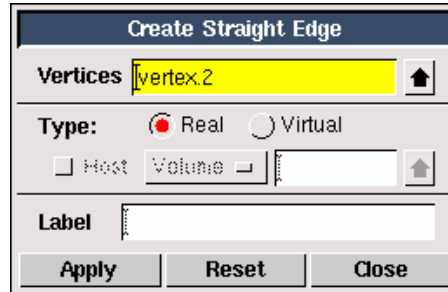 Create Straight Edge
Vertices vertex.2
Type: Real Virtual
Host Volume
Label
Apply Reset Close